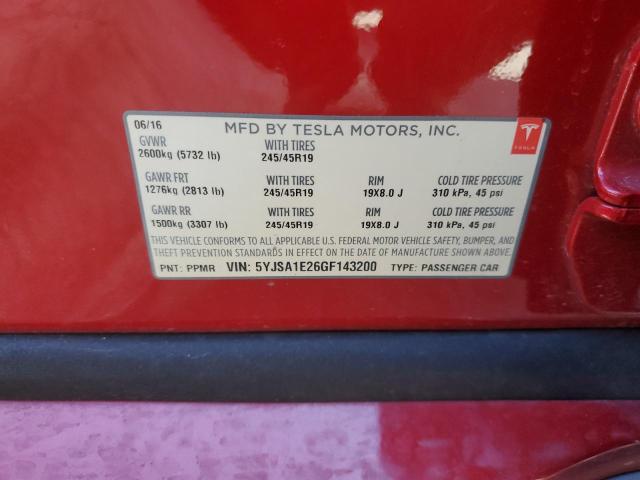 06/16 MFD BY TESLA MOTORS, INC.
GVWR WITH TIRES
2600kg (5732 lb) 245/45R19
TESLA
GAWR FRT WITH TIRES RIM COLD TIRE PRESSURE
1276kg (2813 lb) 245/45R19 19X8.0 J 310 kPa, 45 psi
GAWR RR WITH TIRES RIM COLD TIRE PRESSURE
1500kg (3307 lb) 245/45R19 19X8.0 J 310 kPa, 45 psi
THIS VEHICLE CONFORMS TO ALL APPLICABLE U.S. FEDERAL MOTOR VEHICLE SAFETY, BUMPER, AND
THEFT PREVENTION STANDARDS IN EFFECT ON THE DATE OF MANUFACTURE SHOWN ABOVE.
PNT: PPMR VIN: 5YJSA1E26GF143200 TYPE: PASSENGER CAR